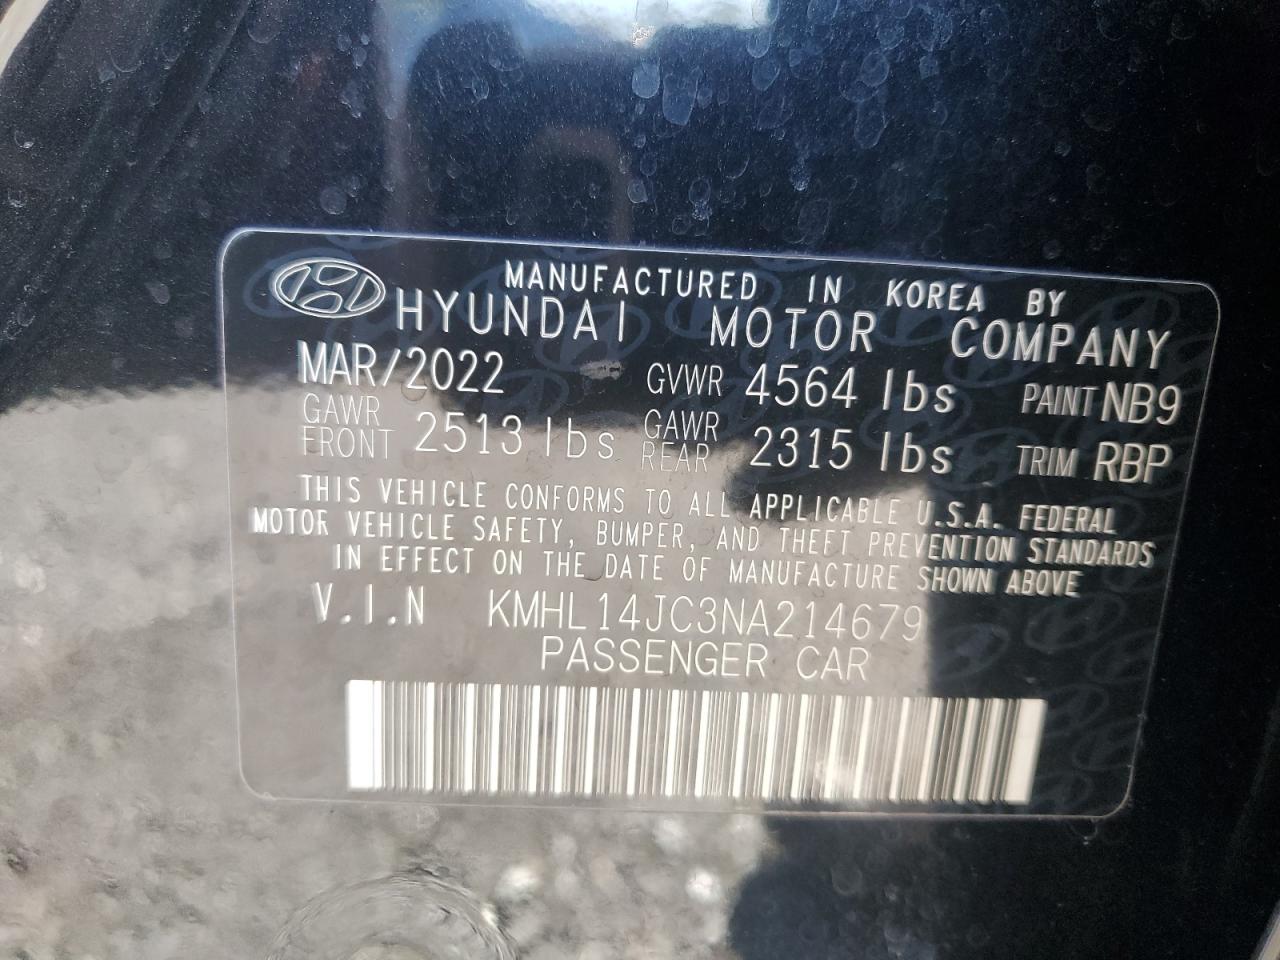 MANUFACTURED IN KOREA BY
HYUNDAI MOTOR COMPANY
MAR/2022 GVWR 4564 lbs PAINT NB9
GAWR FRONT 2513 lbs GAWR REAR 2315 lbs TRIM RBP
THIS VEHICLE CONFORMS TO ALL APPLICABLE U.S.A. FEDERAL
MOTOR VEHICLE SAFETY, BUMPER, AND THEFT PREVENTION STANDARDS
IN EFFECT ON THE DATE OF MANUFACTURE SHOWN ABOVE
V.I.N KMHL14JC3NA214679
PASSENGER CAR